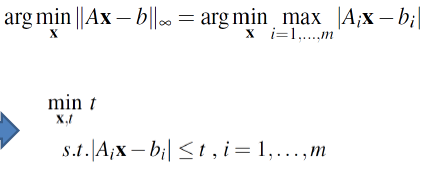 arg min_x ||Ax − b||_∞ = arg min_x max_{i=1,...,m} |A_i x − b_i|
min_{x,t} t
s.t. |A_i x − b_i| ≤ t , i = 1,...,m